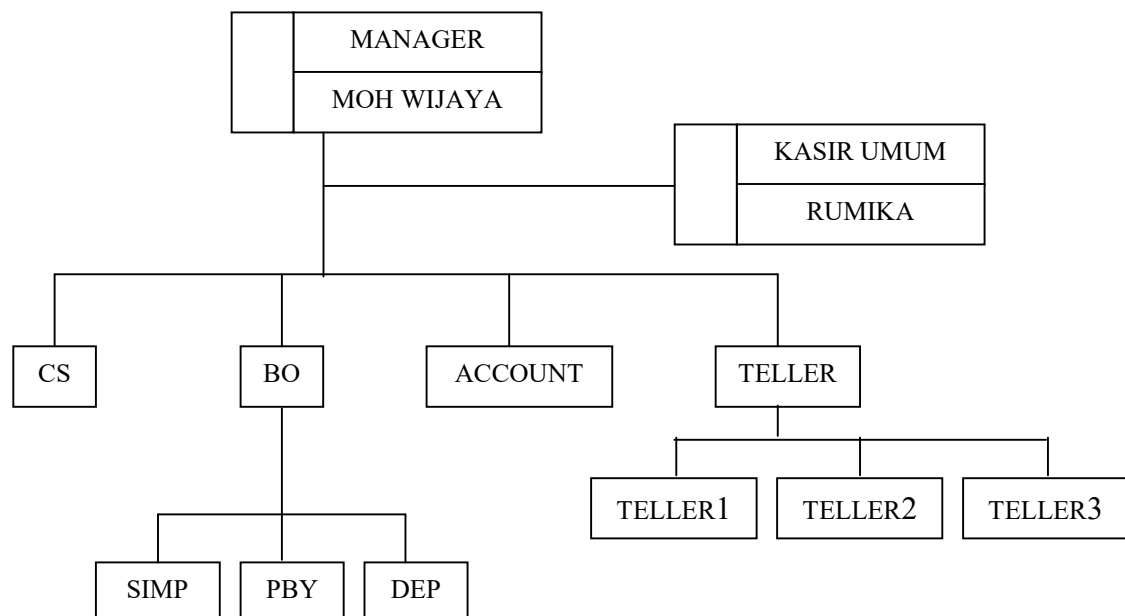 MANAGER
MOH WIJAYA
KASIR UMUM
RUMIKA
CS
BO
ACCOUNT
TELLER
TELLER1
TELLER2
TELLER3
SIMP
PBY
DEP